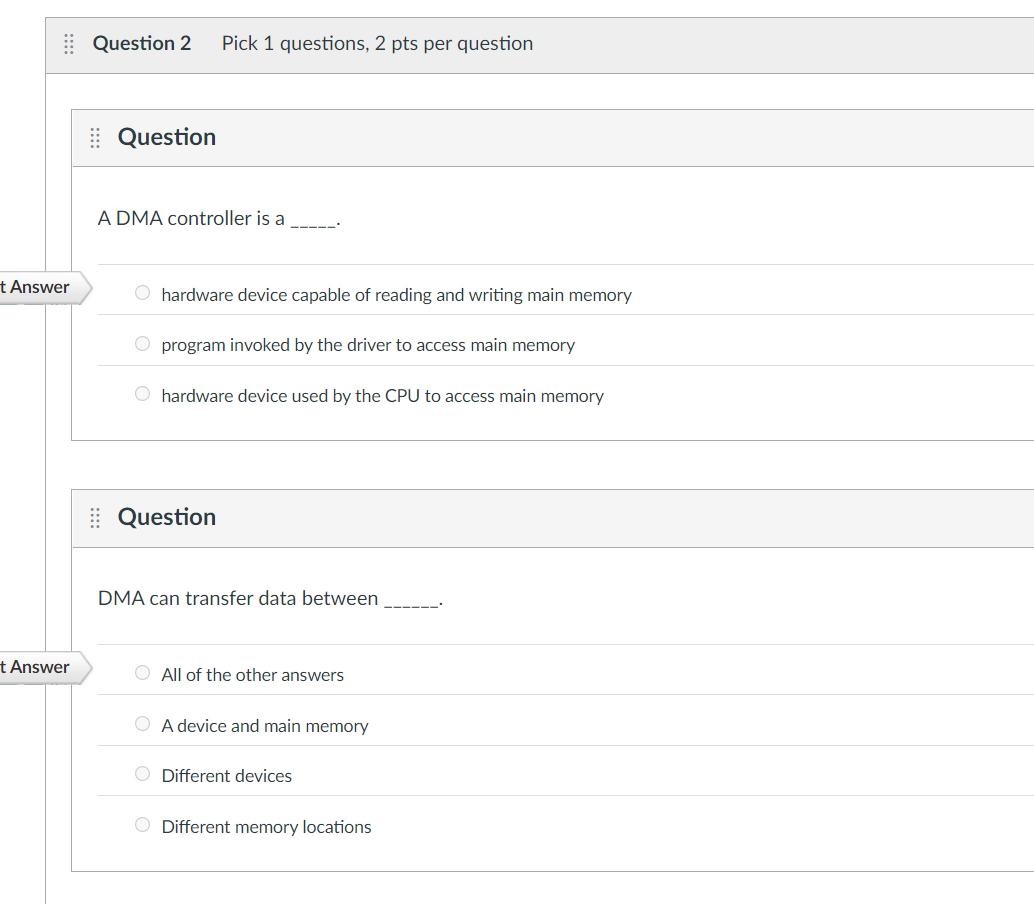 Question 2 Pick 1 questions, 2 pts per question
Question
A DMA controller is a _____.
t Answer
hardware device capable of reading and writing main memory
program invoked by the driver to access main memory
hardware device used by the CPU to access main memory
Question
DMA can transfer data between ______.
t Answer
All of the other answers
A device and main memory
Different devices
Different memory locations